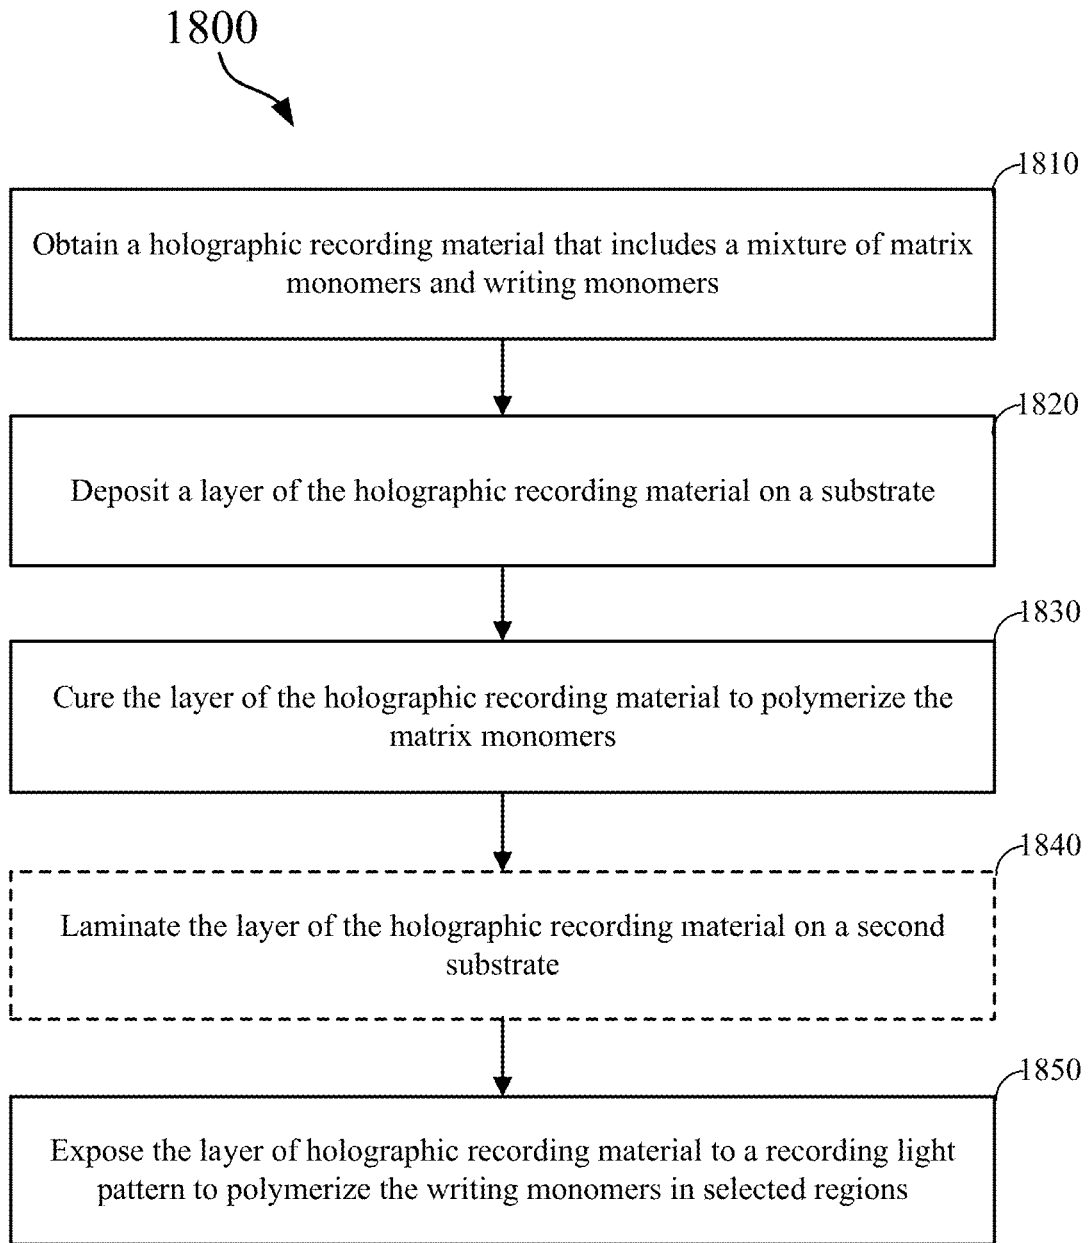 1800
1810
Obtain a holographic recording material that includes a mixture of matrix
monomers and writing monomers
1820
Deposit a layer of the holographic recording material on a substrate
1830
Cure the layer of the holographic recording material to polymerize the
matrix monomers
1840
Laminate the layer of the holographic recording material on a second
substrate
1850
Expose the layer of holographic recording material to a recording light
pattern to polymerize the writing monomers in selected regions